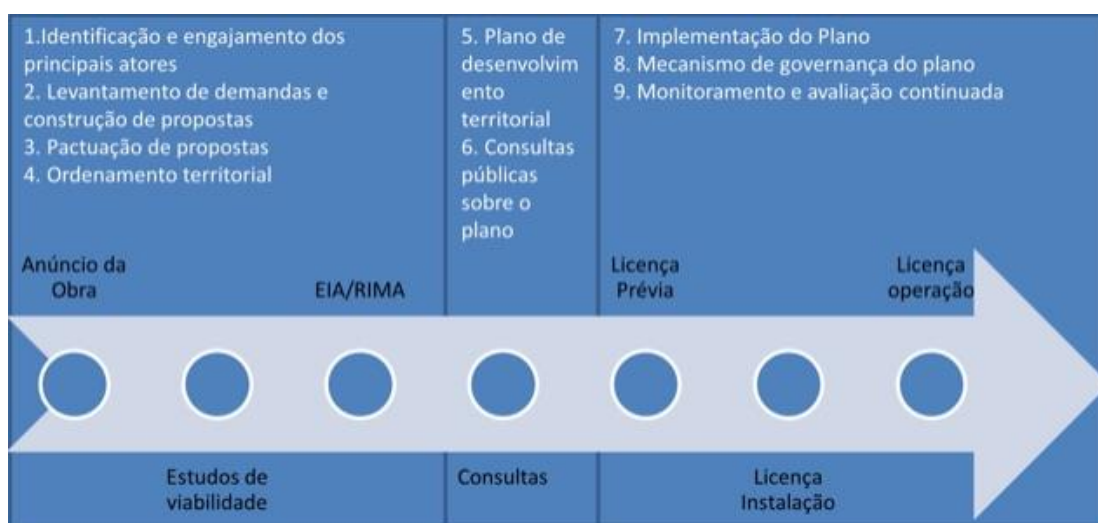 1.Identificação e engajamento dos
principais atores
2. Levantamento de demandas e
construção de propostas
3. Pactuação de propostas
4. Ordenamento territorial
5. Plano de
desenvolvim
ento
territorial
6. Consultas
públicas
sobre o
plano
7. Implementação do Plano
8. Mecanismo de governança do plano
9. Monitoramento e avaliação continuada
Anúncio da
Obra
EIA/RIMA
Licença
Prévia
Licença
operação
Estudos de
viabilidade
Consultas
Licença
Instalação